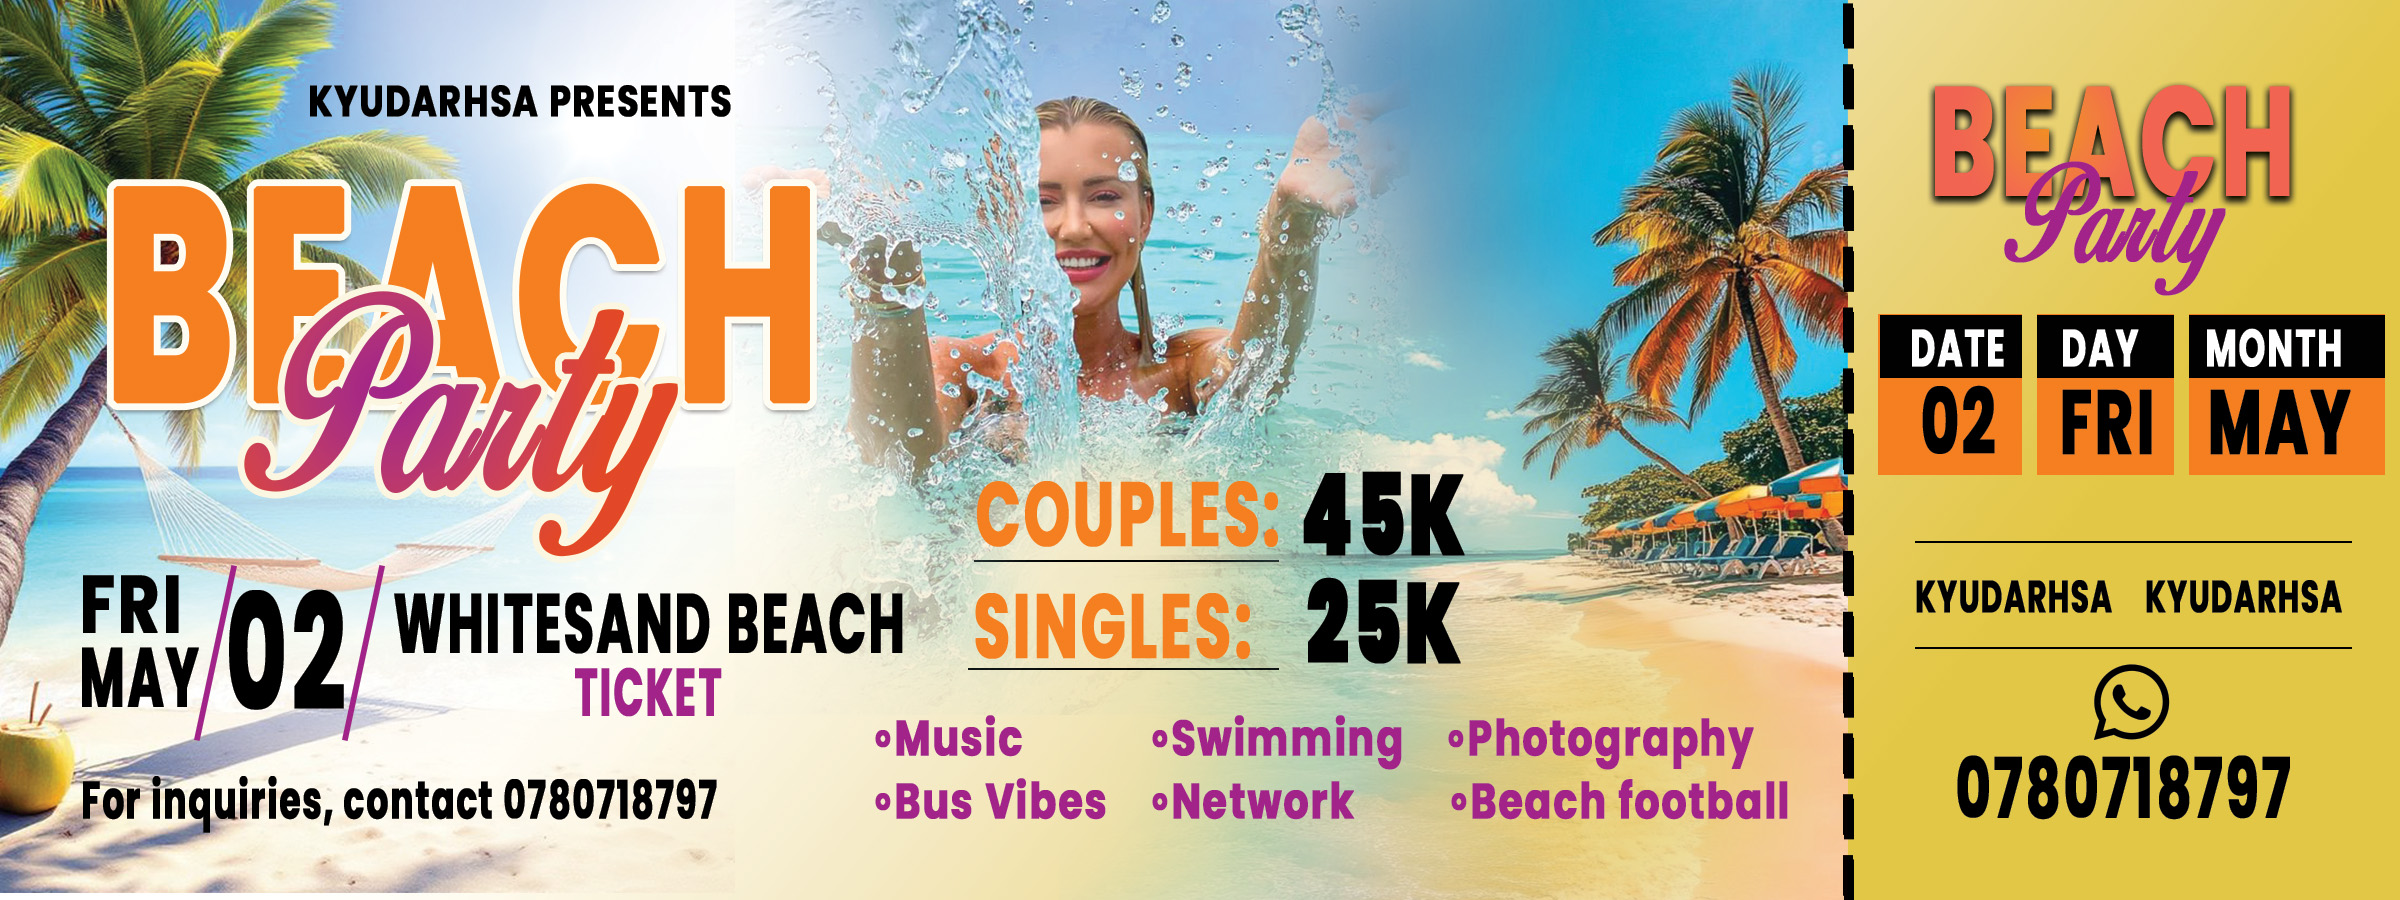 KYUDARHSA PRESENTS
BEACH
Party
FRI
MAY
02
WHITESAND BEACH
TICKET
For inquiries, contact 0780718797
COUPLES: 45K
SINGLES: 25K
•Music •Swimming •Photography
•Bus Vibes •Network •Beach football
BEACH
Party
DATE DAY MONTH
02 FRI MAY
KYUDARHSA KYUDARHSA
0780718797